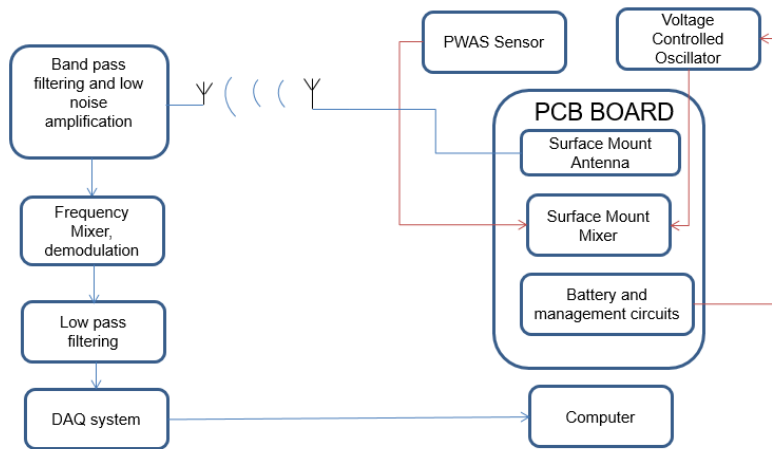 Band pass
filtering and low
noise
amplification
PWAS Sensor
Voltage
Controlled
Oscillator
PCB BOARD
Surface Mount
Antenna
Frequency
Mixer,
demodulation
Surface Mount
Mixer
Low pass
filtering
Battery and
management circuits
DAQ system
Computer